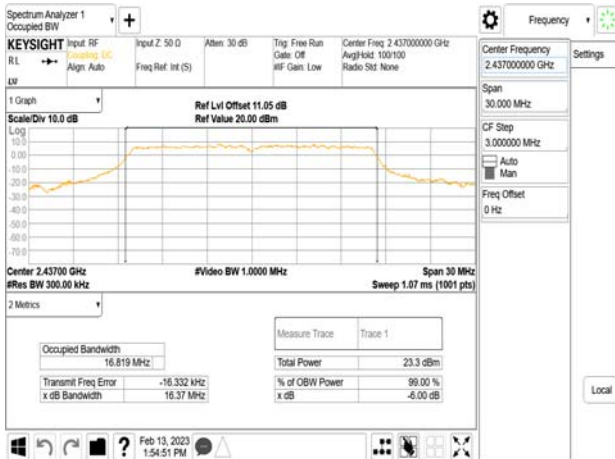 Spectrum Analyzer 1
Occupied BW
+
Frequency
KEYSIGHT
RL
Input: RF
Coupling: DC
Align: Auto
Input Z: 50 Ω
Freq Ref: Int (S)
Atten: 30 dB
Trig: Free Run
Gate: Off
#IF Gain: Low
Center Freq: 2.437000000 GHz
Avg|Hold: 100/100
Radio Std: None
Center Frequency
2.437000000 GHz
Settings
Span
30.000 MHz
CF Step
3.000000 MHz
Auto
Man
Freq Offset
0 Hz
Local
1 Graph
Scale/Div 10.0 dB
Ref Lvl Offset 11.05 dB
Ref Value 20.00 dBm
Log
10.0
0.00
-10.0
-20.0
-30.0
-40.0
-50.0
-60.0
-70.0
Center 2.43700 GHz
#Res BW 300.00 kHz
#Video BW 1.0000 MHz
Span 30 MHz
Sweep 1.07 ms (1001 pts)
2 Metrics
Measure Trace
Trace 1
Occupied Bandwidth
16.819 MHz
Total Power
23.3 dBm
Transmit Freq Error
-16.332 kHz
% of OBW Power
99.00 %
x dB Bandwidth
16.37 MHz
x dB
-6.00 dB
?
Feb 13, 2023
1:54:51 PM